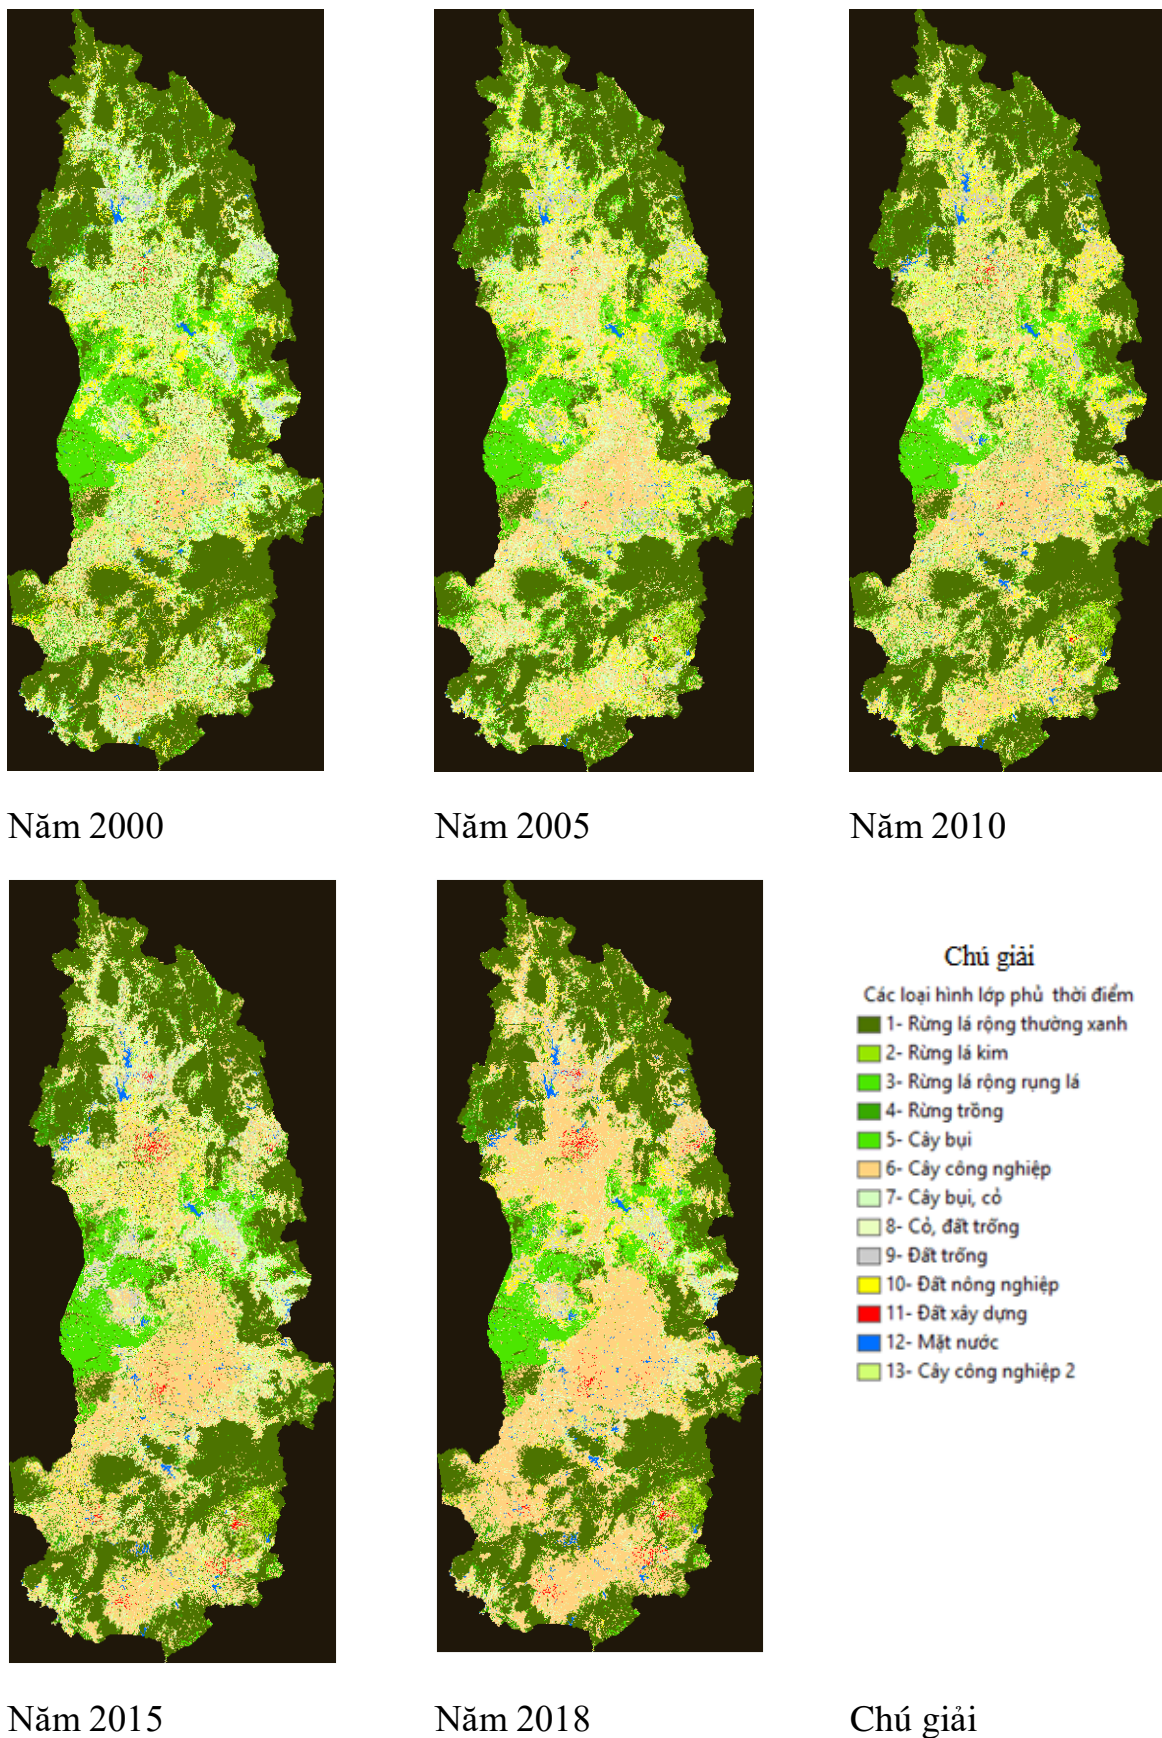 Năm 2000
Năm 2005
Năm 2010
Chú giải
Các loại hình lớp phủ thời điểm
1- Rừng lá rộng thường xanh
2- Rừng lá kim
3- Rừng lá rộng rụng lá
4- Rừng trồng
5- Cây bụi
6- Cây công nghiệp
7- Cây bụi, cỏ
8- Cỏ, đất trống
9- Đất trống
10- Đất nông nghiệp
11- Đất xây dựng
12- Mặt nước
13- Cây công nghiệp 2
Năm 2015
Năm 2018
Chú giải